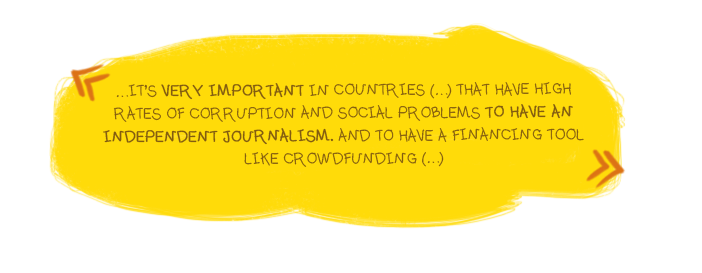 ...IT'S VERY IMPORTANT IN COUNTRIES (...) THAT HAVE HIGH
RATES OF CORRUPTION AND SOCIAL PROBLEMS TO HAVE AN
INDEPENDENT JOURNALISM. AND TO HAVE A FINANCING TOOL
LIKE CROWDFUNDING (...)